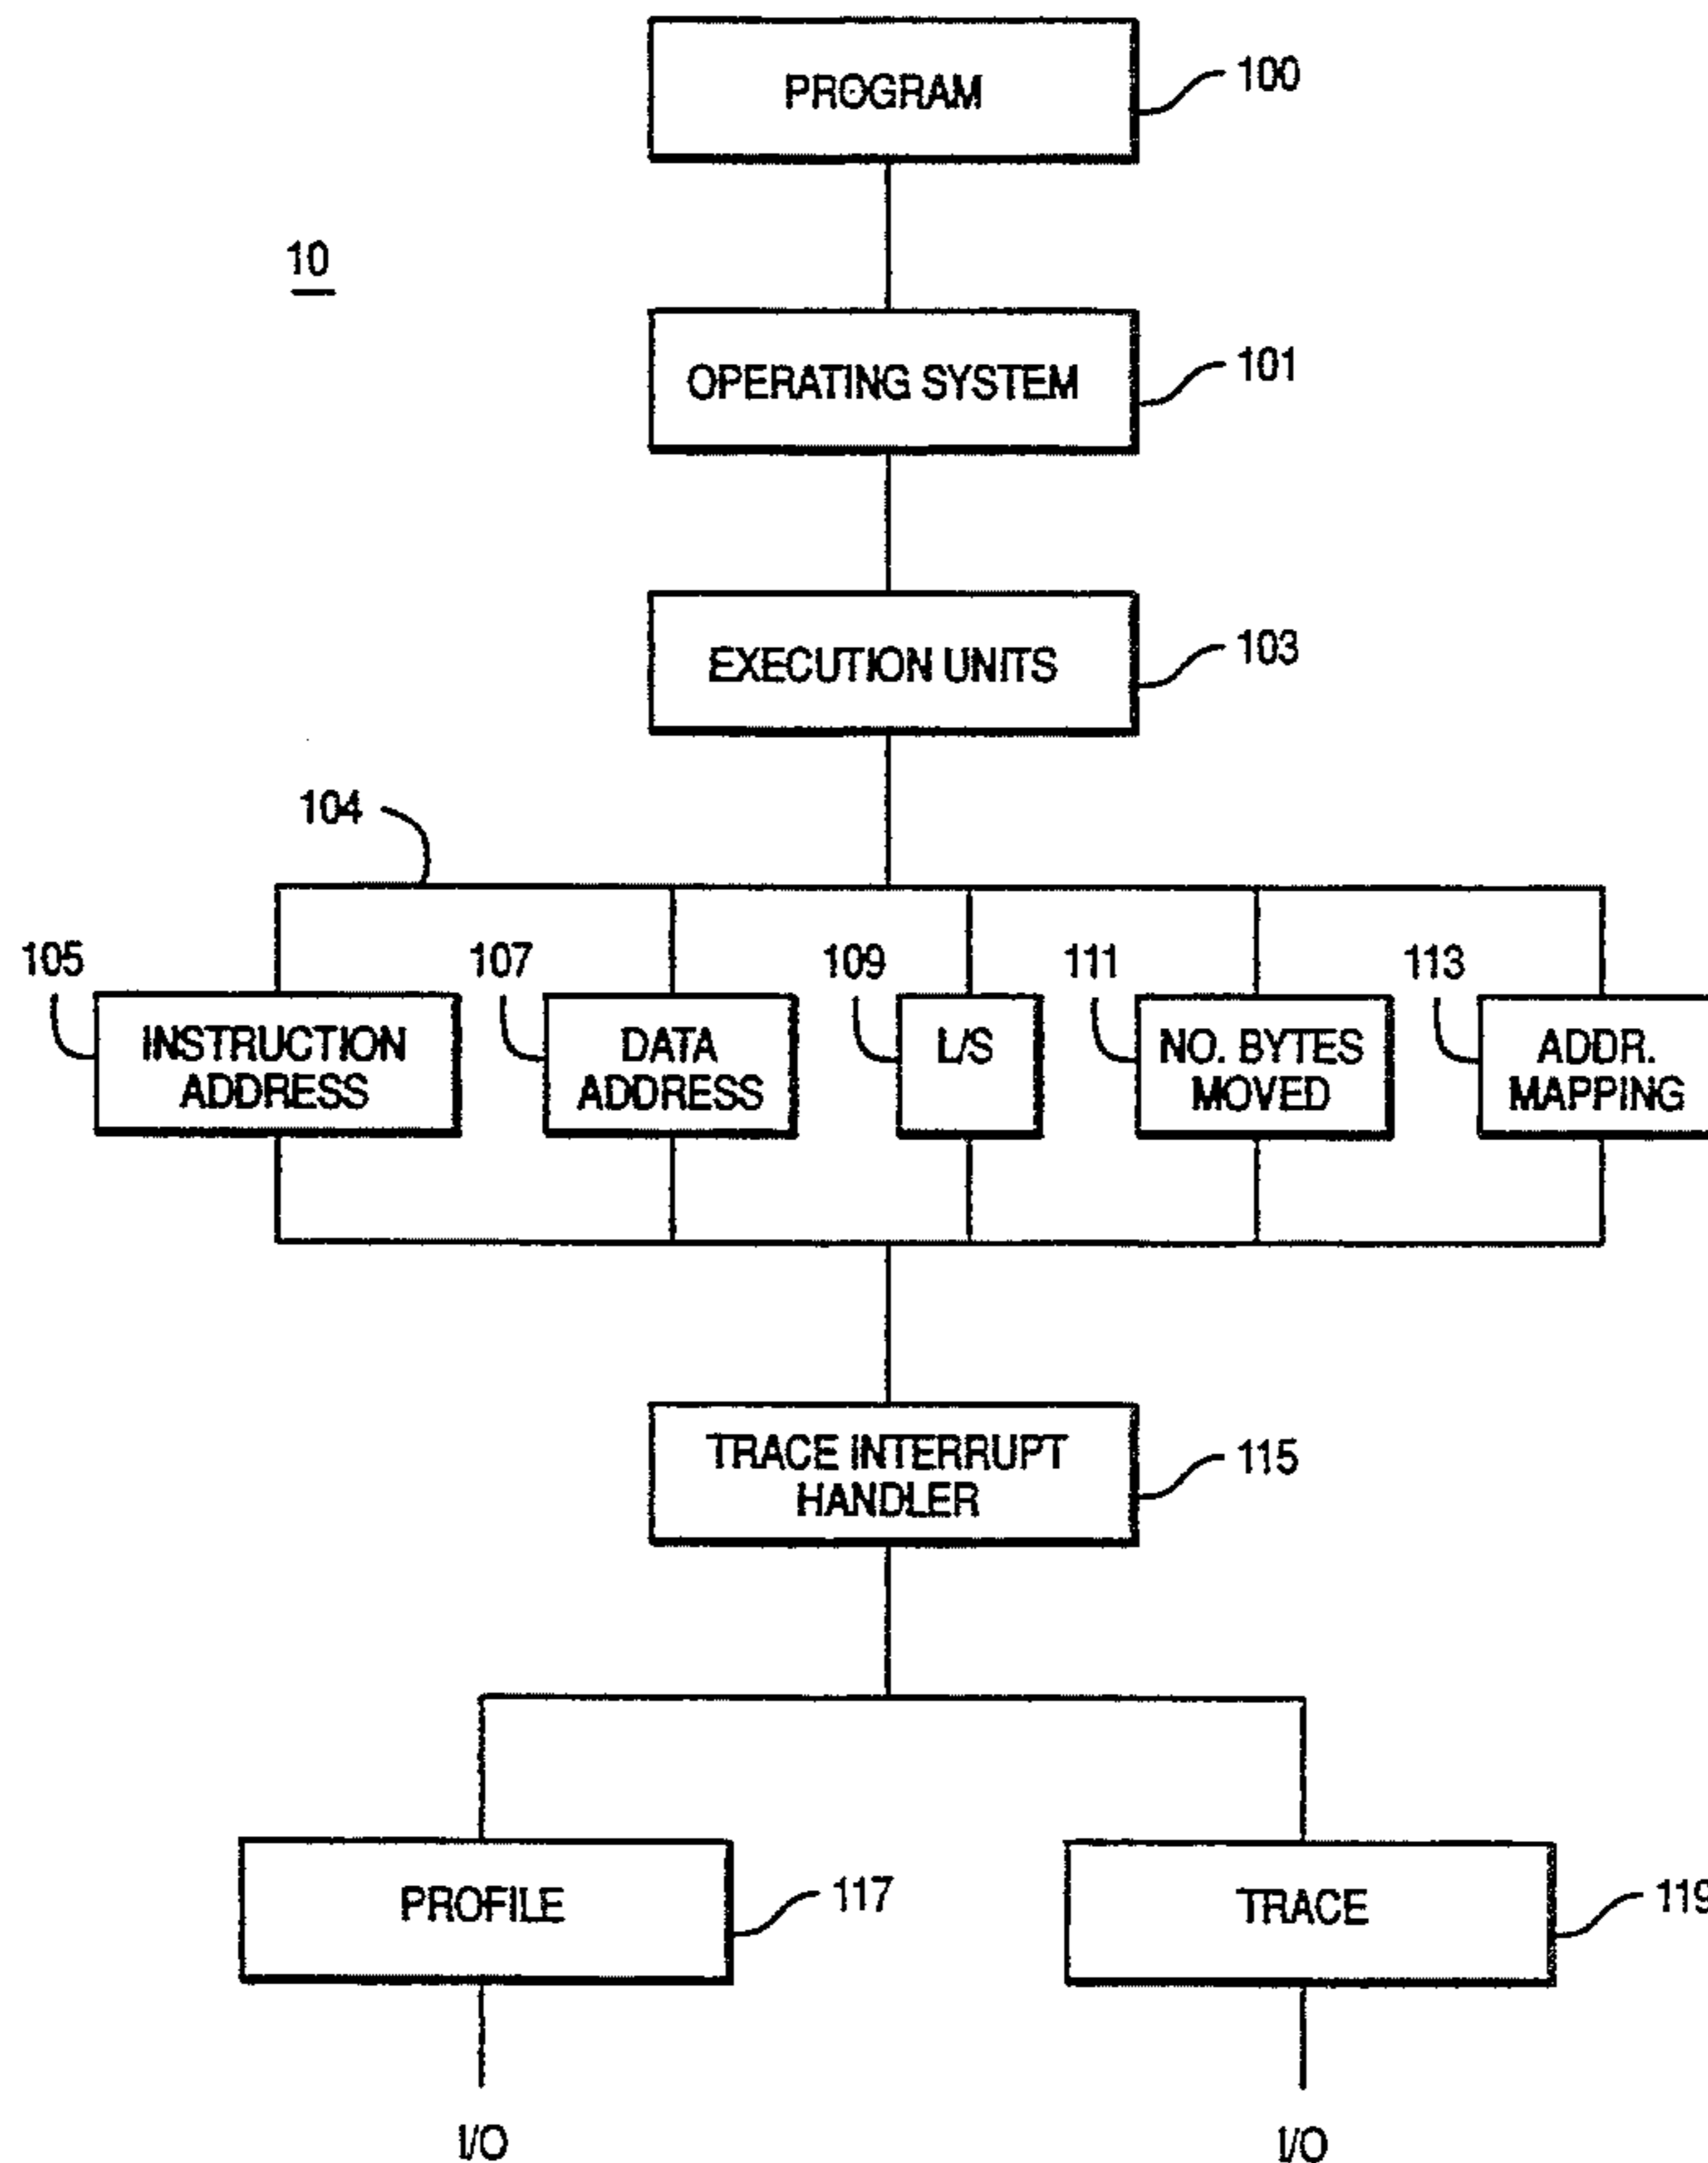 PROGRAM
100
10
OPERATING SYSTEM
101
EXECUTION UNITS
103
104
105
107
109
111
113
INSTRUCTION
ADDRESS
DATA
ADDRESS
L/S
NO. BYTES
MOVED
ADDR.
MAPPING
TRACE INTERRUPT
HANDLER
115
PROFILE
117
TRACE
119
I/O
I/O